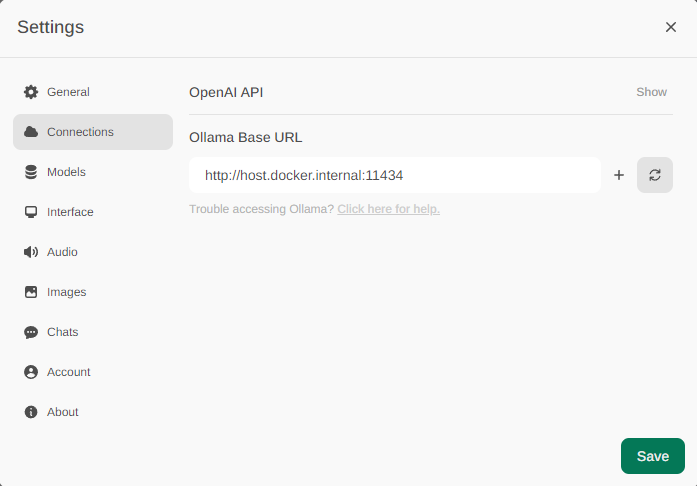 Settings
General
Connections
Models
Interface
Audio
Images
Chats
Account
About
OpenAI API
Show
Ollama Base URL
http://host.docker.internal:11434
Trouble accessing Ollama? Click here for help.
Save